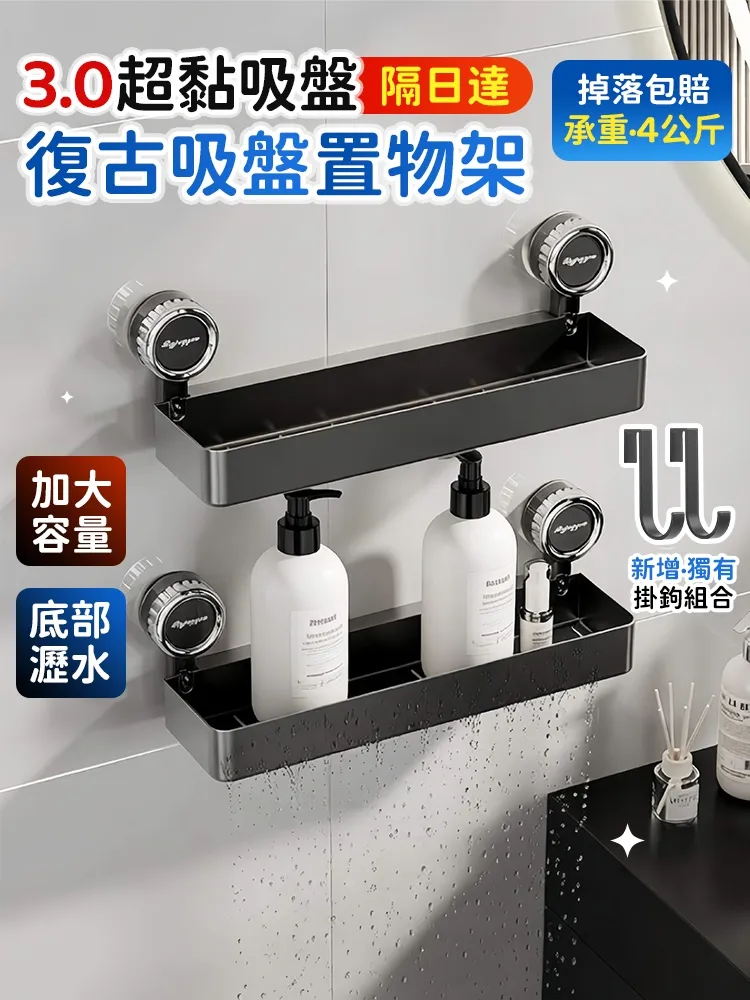 3.0超黏吸盤 隔日達
復古吸盤置物架
掉落包賠
承重·4公斤
加大
容量
底部
瀝水
新增·獨有
掛鉤組合